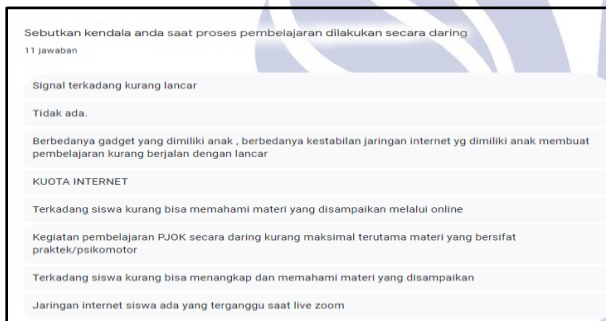 Sebutkan kendala anda saat proses pembelajaran dilakukan secara daring
11 jawaban
Signal terkadang kurang lancar
Tidak ada.
Berbedanya gadget yang dimiliki anak , berbedanya kestabilan jaringan internet yg dimiliki anak membuat
pembelajaran kurang berjalan dengan lancar
KUOTA INTERNET
Terkadang siswa kurang bisa memahami materi yang disampaikan melalui online
Kegiatan pembelajaran PJOK secara daring kurang maksimal terutama materi yang bersifat
praktek/psikomotor
Terkadang siswa kurang bisa menangkap dan memahami materi yang disampaikan
Jaringan internet siswa ada yang terganggu saat live zoom